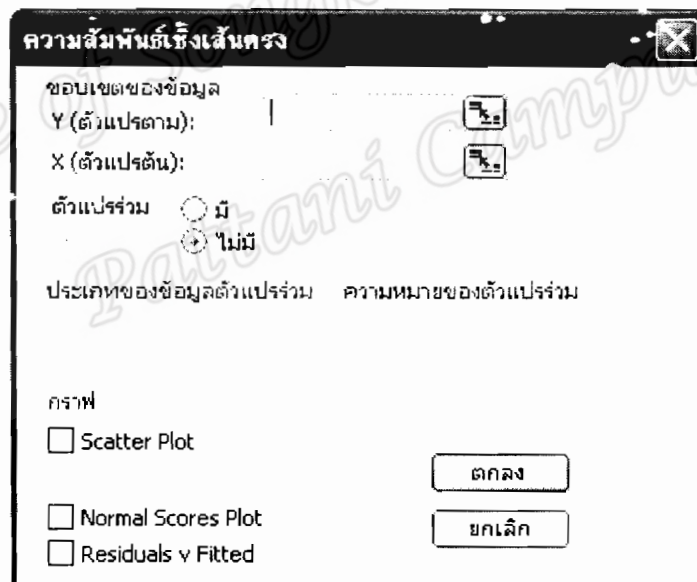 ความสัมพันธ์เชิงเส้นตรง
ขอบเขตของข้อมูล
Y (ตัวแปรตาม):
X (ตัวแปรต้น):
ตัวแปรร่วม
มี
ไม่มี
ประเภทของข้อมูลตัวแปรร่วม ความหมายของตัวแปรร่วม
กราฟ
Scatter Plot
ตกลง
Normal Scores Plot
ยกเลิก
Residuals v Fitted
of Songk
Pattani Campu